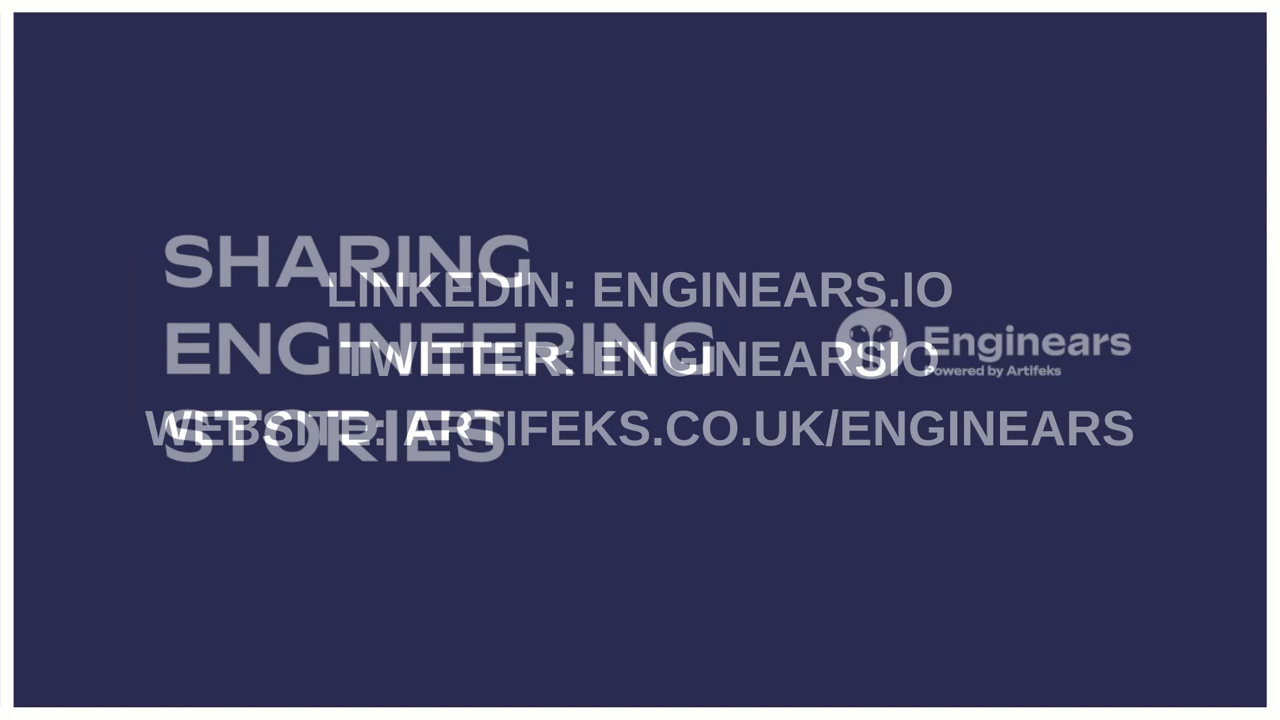 SHARING
ENGINEERING
STORIES
LINKEDIN: ENGINEARS.IO
TWITTER: ENGINEARSIO
WEBSITE: ARTIFEKS.CO.UK/ENGINEARS
Enginears
Powered by Artifeks